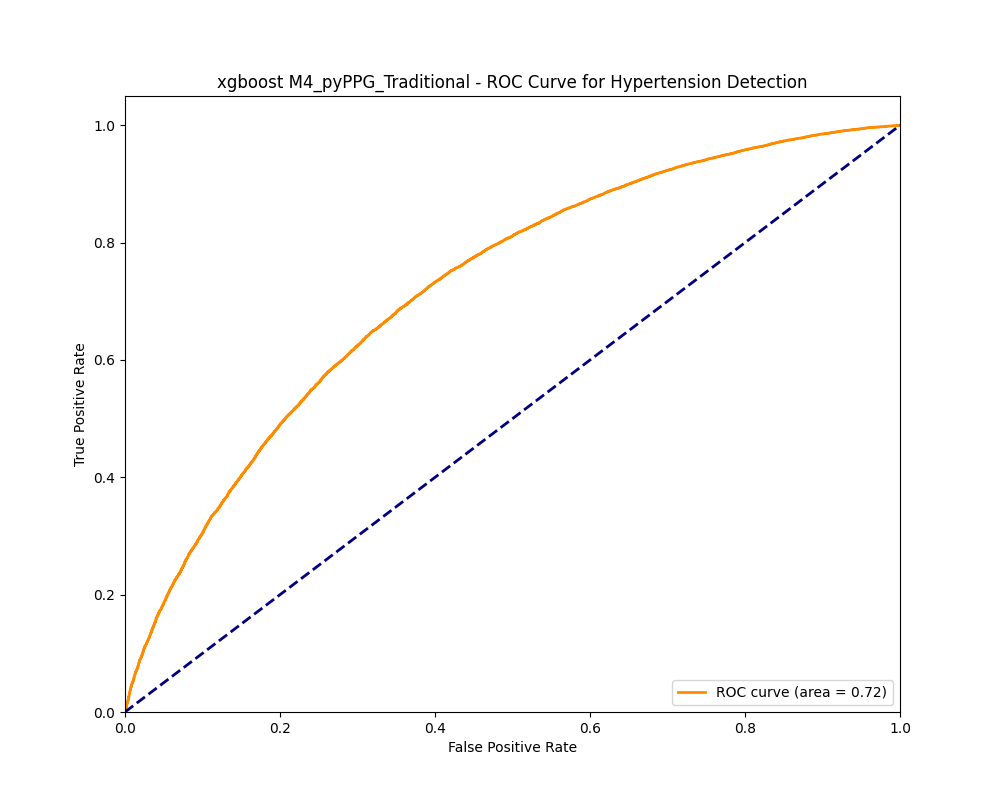 xgboost M4_pyPPG_Traditional - ROC Curve for Hypertension Detection
True Positive Rate
1.0
0.8
0.6
0.4
0.2
0.0
ROC curve (area = 0.72)
0.0 0.2 0.4 0.6 0.8 1.0
False Positive Rate